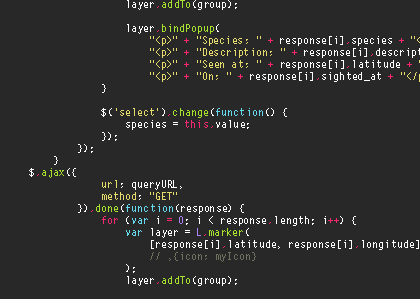 layer.addTo(group);
layer.bindPopup(
"<p>" + "Species: " + response[i].species + "<
"<p>" + "Description: " + response[i].descript
"<p>" + "Seen at: " + response[i].latitude +
"<p>" + "On: " + response[i].sighted_at + "</p
}
$('select').change(function() {
species = this.value;
});
});
}
$.ajax({
url: queryURL,
method: "GET"
}).done(function(response) {
for (var i = 0; i < response.length; i++) {
var layer = L.marker(
[response[i].latitude, response[i].longitude]
// ,{icon: myIcon}
);
layer.addTo(group);